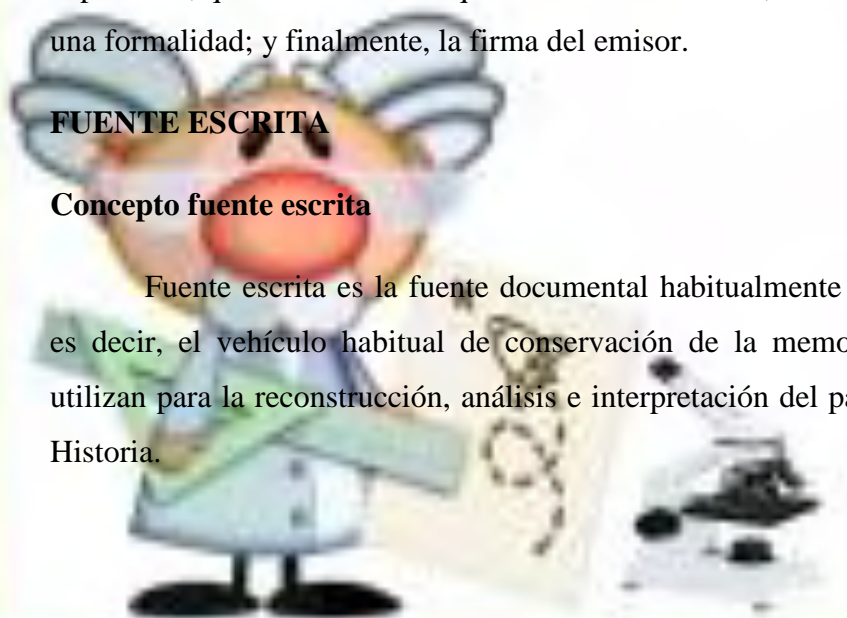 una formalidad; y finalmente, la firma del emisor.
FUENTE ESCRITA
Concepto fuente escrita
Fuente escrita es la fuente documental habitualmente
es decir, el vehículo habitual de conservación de la memo
utilizan para la reconstrucción, análisis e interpretación del pa
Historia.